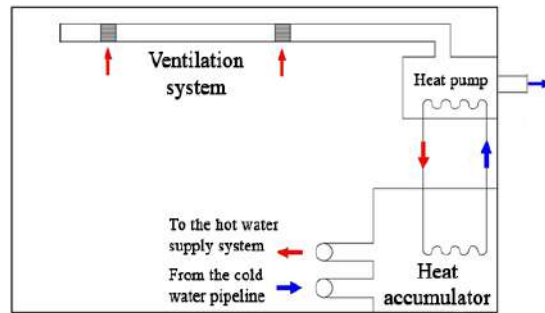 Ventilation
system
Heat pump
To the hot water
supply system
From the cold
water pipeline
Heat
accumulator